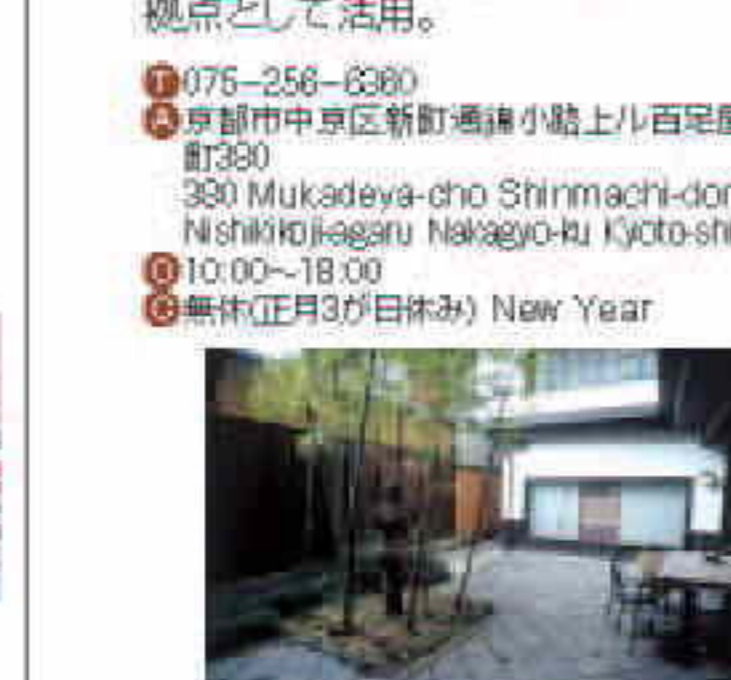 拠点として活用。
T 075-256-6360
A 京都市中京区新町通錦小路上ル百足屋
町380
380 Mukadeya-cho Shinmachi-dor
Nishikikoji-agaru Nakagyo-ku Kyoto-shi
O 10:00~18:00
C 無休(正月3が日休み) New Year